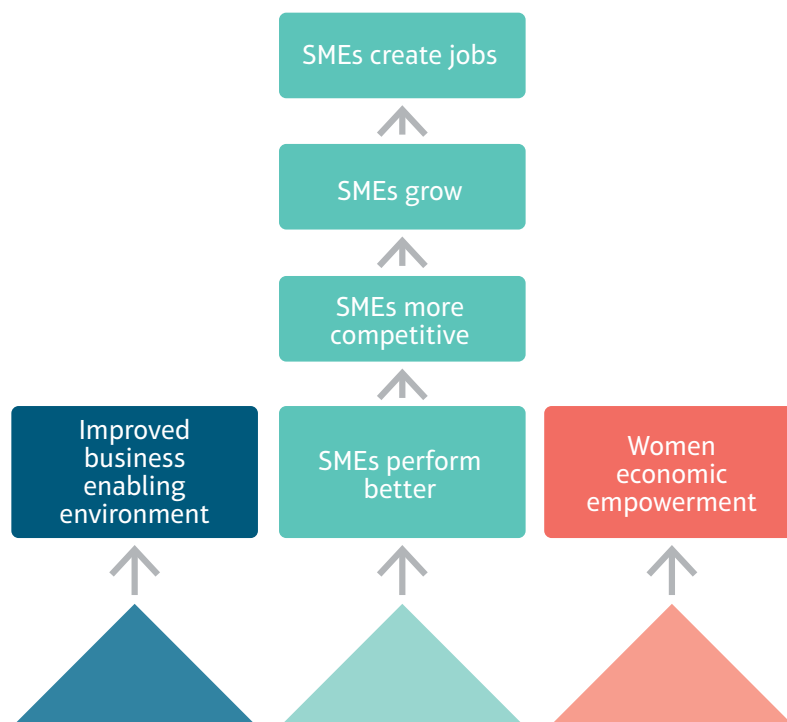 SMEs create jobs
SMEs grow
SMEs more
competitive
Improved
business
enabling
environment
SMEs perform
better
Women
economic
empowerment